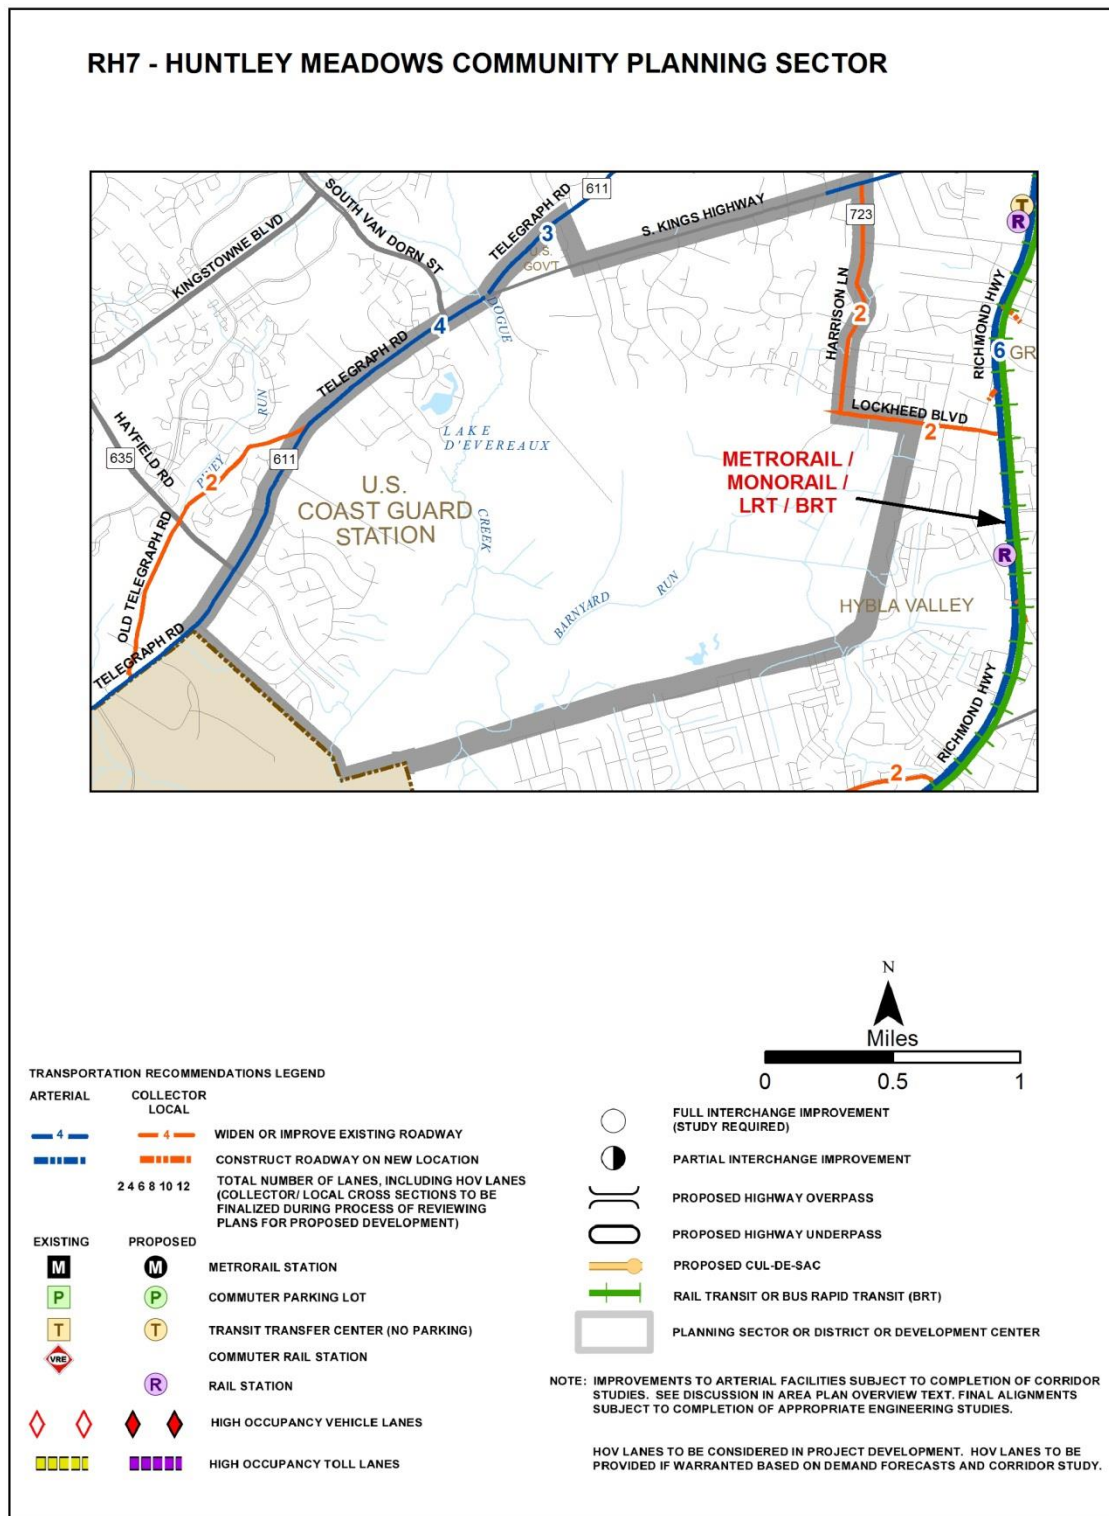 RH7 - HUNTLEY MEADOWS COMMUNITY PLANNING SECTOR
SOUTH VAN DORN ST
KINGSTOWNE BLVD
TELEGRAPH RD
611
3
U.S.
GOV'T
S. KINGS HIGHWAY
723
T
R
HARRISON LN
2
RICHMOND HWY
6
GR
DOGUE
4
TELEGRAPH RD
LOCKHEED BLVD
2
LAKE
D'EVEREAUX
HAYFIELD RD
635
PINEY
RUN
2
611
U.S.
COAST GUARD
STATION
CREEK
METRORAIL /
MONORAIL /
LRT / BRT
R
OLD TELEGRAPH RD
TELEGRAPH RD
BARNYARD
RUN
HYBLA VALLEY
RICHMOND HWY
2
N
Miles
0 0.5 1
TRANSPORTATION RECOMMENDATIONS LEGEND
ARTERIAL COLLECTOR
LOCAL
4 4 WIDEN OR IMPROVE EXISTING ROADWAY
CONSTRUCT ROADWAY ON NEW LOCATION
2 4 6 8 10 12 TOTAL NUMBER OF LANES, INCLUDING HOV LANES
(COLLECTOR/ LOCAL CROSS SECTIONS TO BE
FINALIZED DURING PROCESS OF REVIEWING
PLANS FOR PROPOSED DEVELOPMENT)
EXISTING PROPOSED
M M METRORAIL STATION
P P COMMUTER PARKING LOT
T T TRANSIT TRANSFER CENTER (NO PARKING)
VRE COMMUTER RAIL STATION
R RAIL STATION
HIGH OCCUPANCY VEHICLE LANES
HIGH OCCUPANCY TOLL LANES
FULL INTERCHANGE IMPROVEMENT
(STUDY REQUIRED)
PARTIAL INTERCHANGE IMPROVEMENT
PROPOSED HIGHWAY OVERPASS
PROPOSED HIGHWAY UNDERPASS
PROPOSED CUL-DE-SAC
RAIL TRANSIT OR BUS RAPID TRANSIT (BRT)
PLANNING SECTOR OR DISTRICT OR DEVELOPMENT CENTER
NOTE: IMPROVEMENTS TO ARTERIAL FACILITIES SUBJECT TO COMPLETION OF CORRIDOR
STUDIES. SEE DISCUSSION IN AREA PLAN OVERVIEW TEXT. FINAL ALIGNMENTS
SUBJECT TO COMPLETION OF APPROPRIATE ENGINEERING STUDIES.
HOV LANES TO BE CONSIDERED IN PROJECT DEVELOPMENT. HOV LANES TO BE
PROVIDED IF WARRANTED BASED ON DEMAND FORECASTS AND CORRIDOR STUDY.